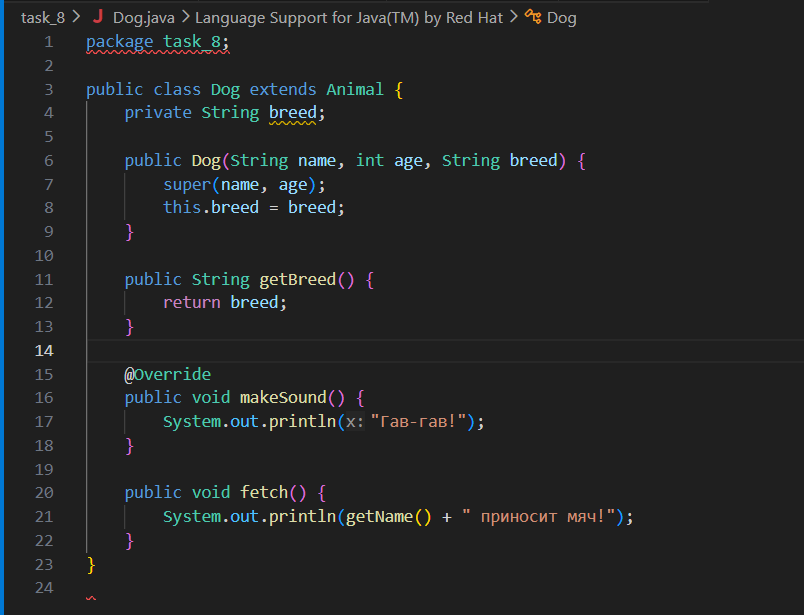 task_8 > J Dog.java > Language Support for Java(TM) by Red Hat > Dog
1 package task_8;
2
3 public class Dog extends Animal {
4     private String breed;
5
6     public Dog(String name, int age, String breed) {
7         super(name, age);
8         this.breed = breed;
9     }
10
11     public String getBreed() {
12         return breed;
13     }
14
15     @Override
16     public void makeSound() {
17         System.out.println(x: "Гав-гав!");
18     }
19
20     public void fetch() {
21         System.out.println(getName() + " приносит мяч!");
22     }
23 }
24